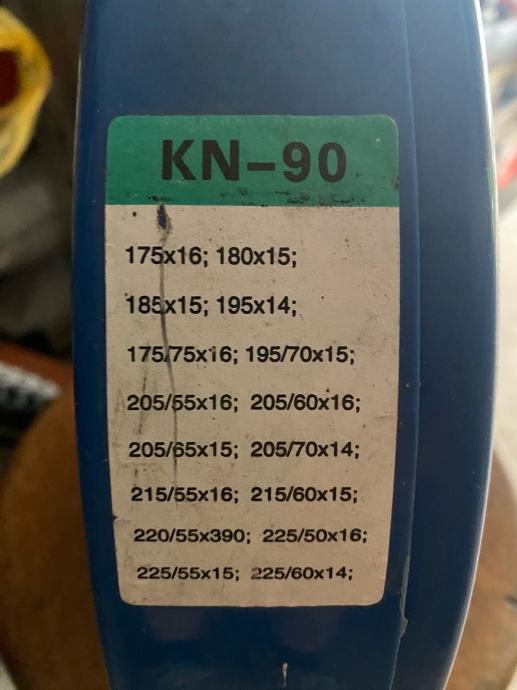 KN-90
175x16; 180x15;
185x15; 195x14;
175/75x16; 195/70x15;
205/55x16; 205/60x16;
205/65x15; 205/70x14;
215/55x16; 215/60x15;
220/55x390; 225/50x16;
225/55x15; 225/60x14;